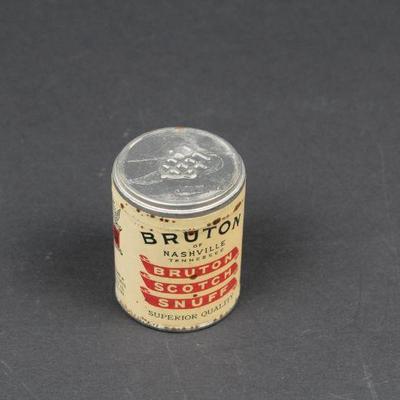 BRUTON
OF
NASHVILLE
TENNESSEE
BRUTON
SCOTCH
SNUFF
SUPERIOR QUALITY